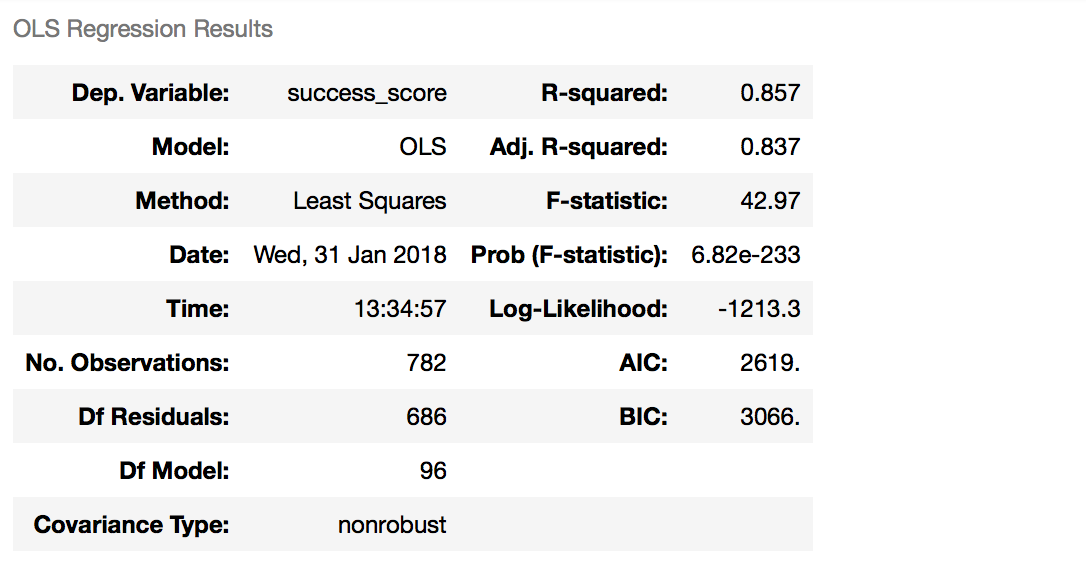 OLS Regression Results
Dep. Variable: success_score R-squared: 0.857
Model: OLS Adj. R-squared: 0.837
Method: Least Squares F-statistic: 42.97
Date: Wed, 31 Jan 2018 Prob (F-statistic): 6.82e-233
Time: 13:34:57 Log-Likelihood: -1213.3
No. Observations: 782 AIC: 2619.
Df Residuals: 686 BIC: 3066.
Df Model: 96
Covariance Type: nonrobust